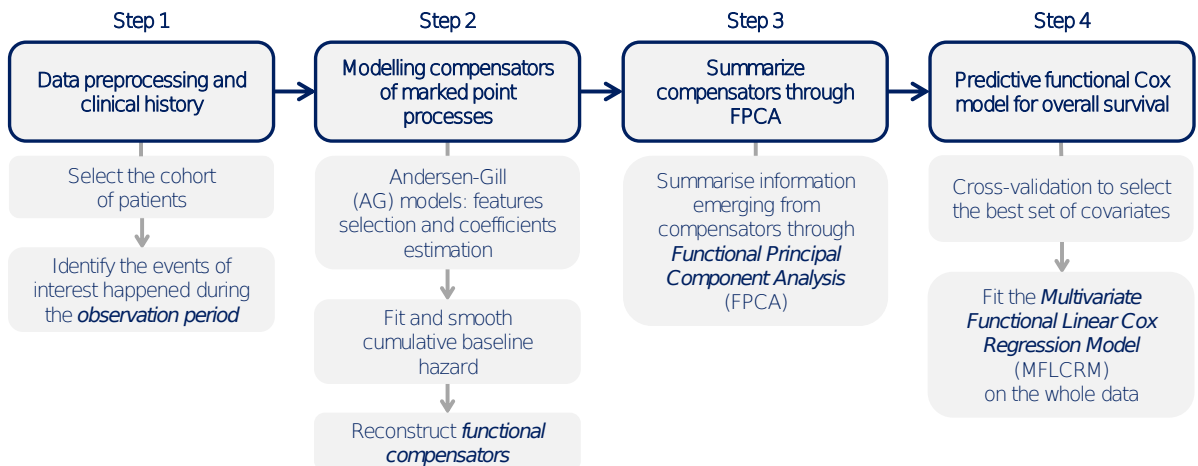 Step 1
Data preprocessing and
clinical history
Select the cohort
of patients
Identify the events of
interest happened during
the observation period
Step 2
Modelling compensators
of marked point
processes
Andersen-Gill
(AG) models: features
selection and coefficients
estimation
Fit and smooth
cumulative baseline
hazard
Reconstruct functional
compensators
Step 3
Summarize
compensators through
FPCA
Summarise information
emerging from
compensators through
Functional Principal
Component Analysis
(FPCA)
Step 4
Predictive functional Cox
model for overall survival
Cross-validation to select
the best set of covariates
Fit the Multivariate
Functional Linear Cox
Regression Model
(MFLCRM)
on the whole data